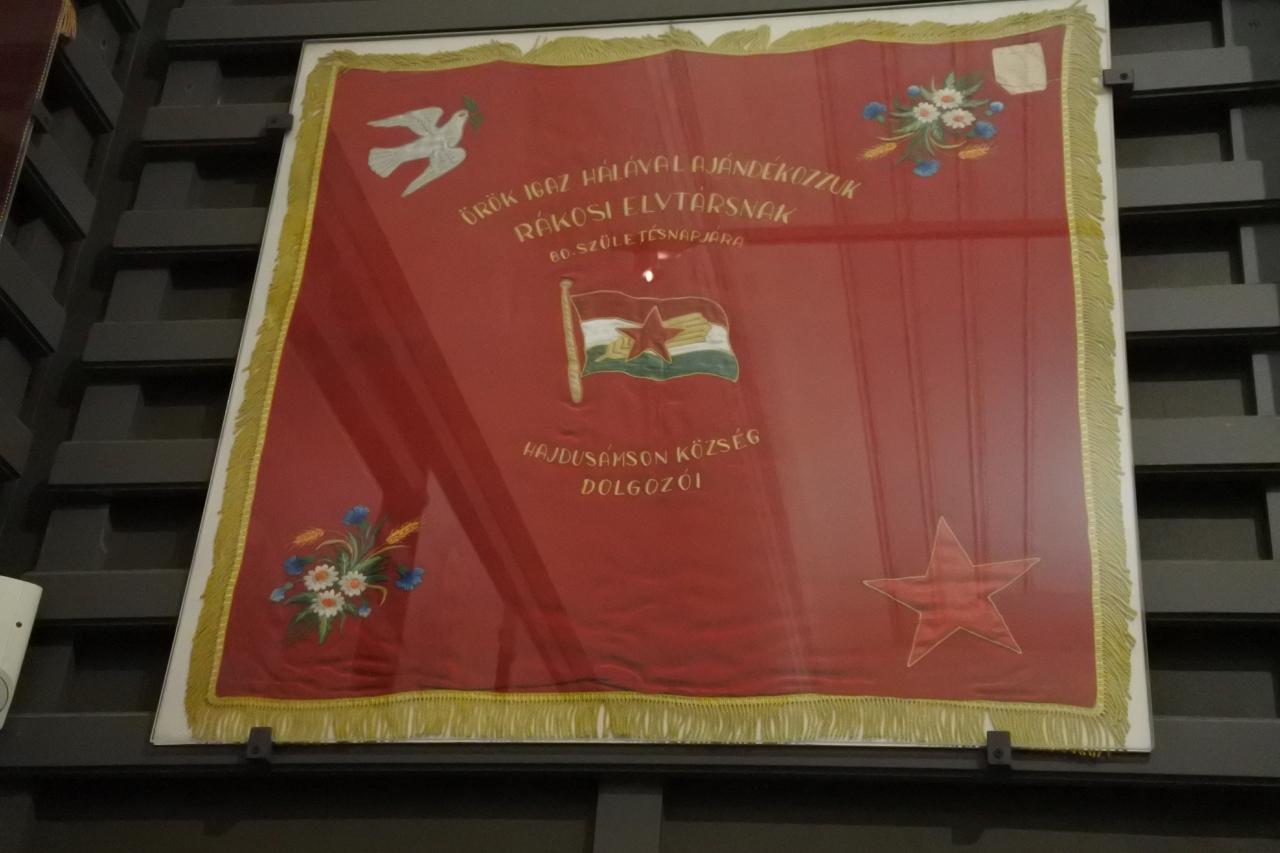 ÖRÖK IGAZ HÁLÁVAL AJÁNDÉKOZZUK
RÁKOSI ELVTÁRSNAK
60. SZÜLETÉSNAPJÁRA
HAJDUSÁMSON KÖZSÉG
DOLGOZÓI